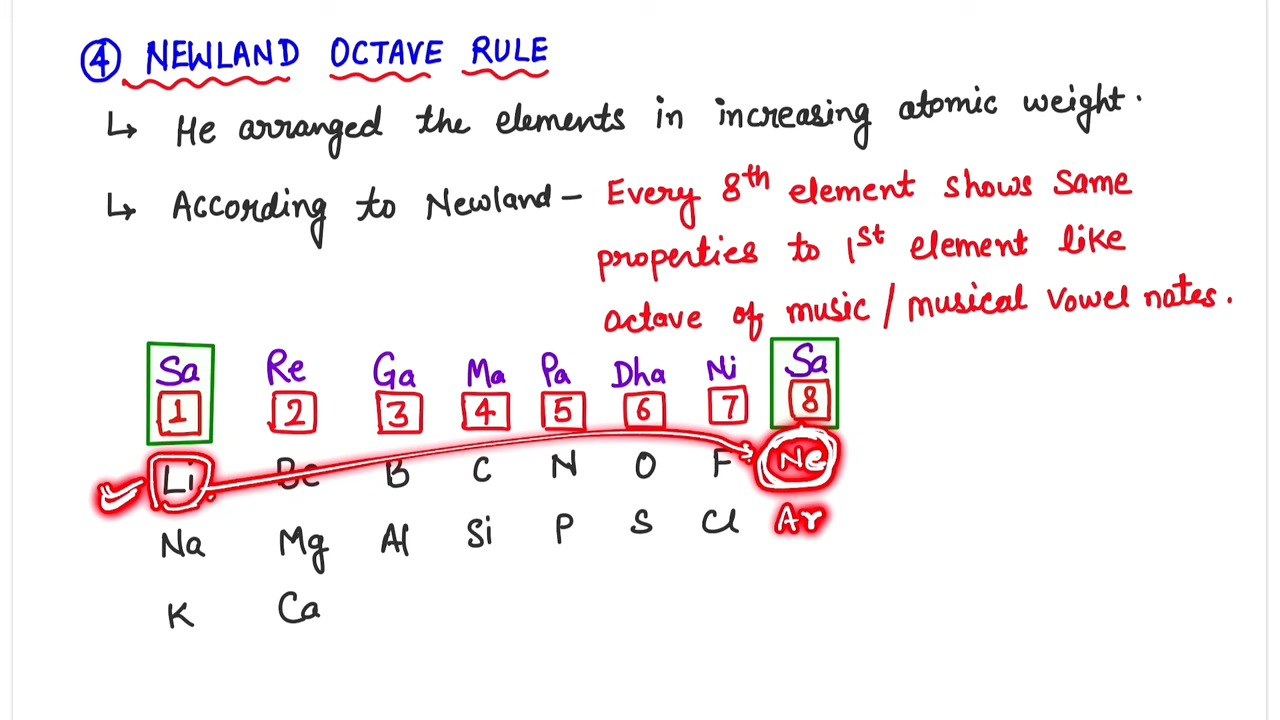 ④ NEWLAND OCTAVE RULE
↳ He arranged the elements in increasing atomic weight.
↳ According to Newland – Every 8th element shows same
properties to 1st element like
octave of music / musical vowel notes.
Sa Re Ga Ma Pa Dha Ni Sa
1 2 3 4 5 6 7 8
Li Be B C N O F Ne
Na Mg Al Si P S Cl Ar
K Ca